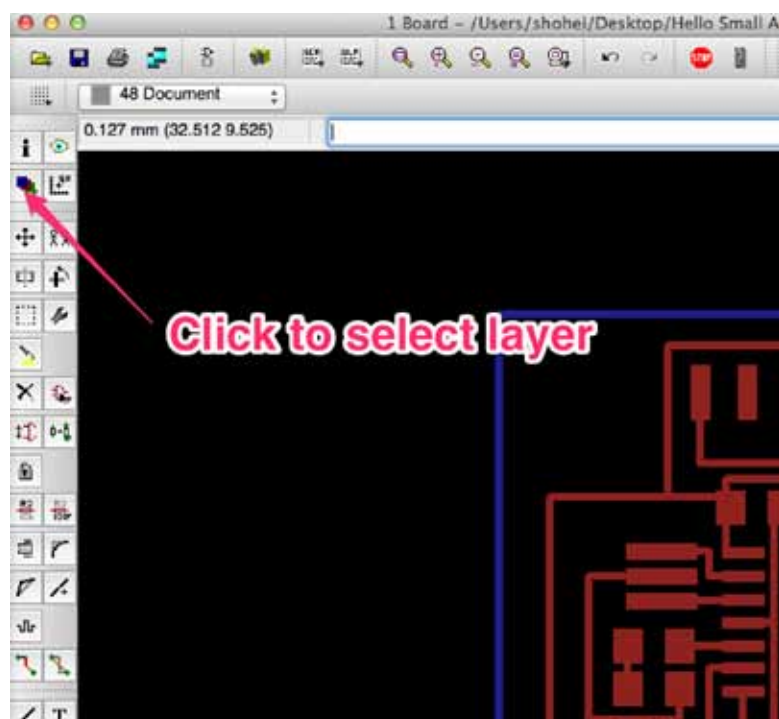 1 Board - /Users/shohei/Desktop/Hello Small A
STOP
48 Document
0.127 mm (32.512 9.525)
i
Click to select layer
T